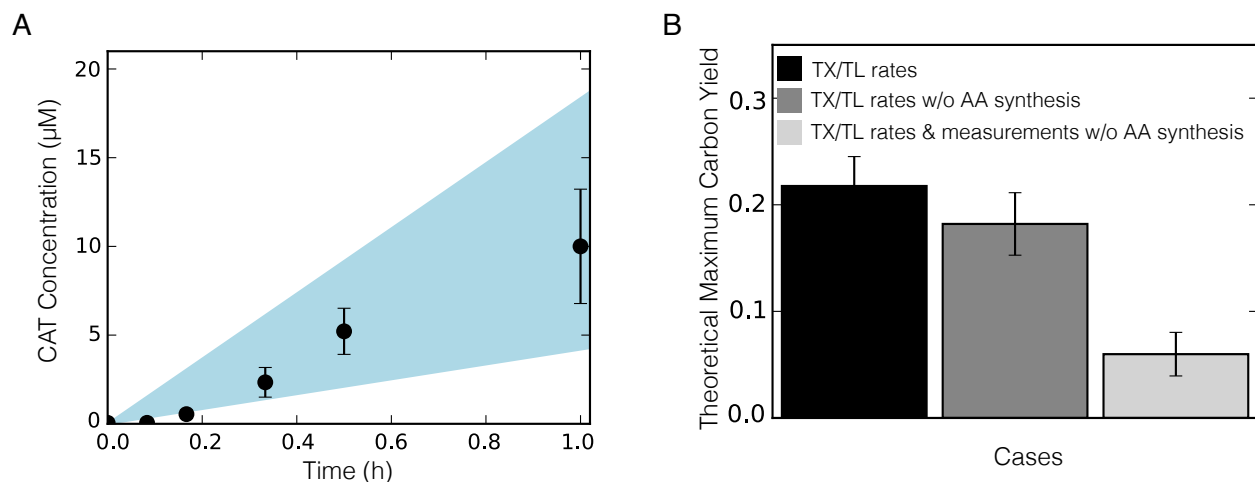 A
CAT Concentration (μM)
20
15
10
5
0
0.0 0.2 0.4 0.6 0.8 1.0
Time (h)
B
Theoretical Maximum Carbon Yield
0.3
0.2
0.1
0.0
TX/TL rates
TX/TL rates w/o AA synthesis
TX/TL rates & measurements w/o AA synthesis
Cases